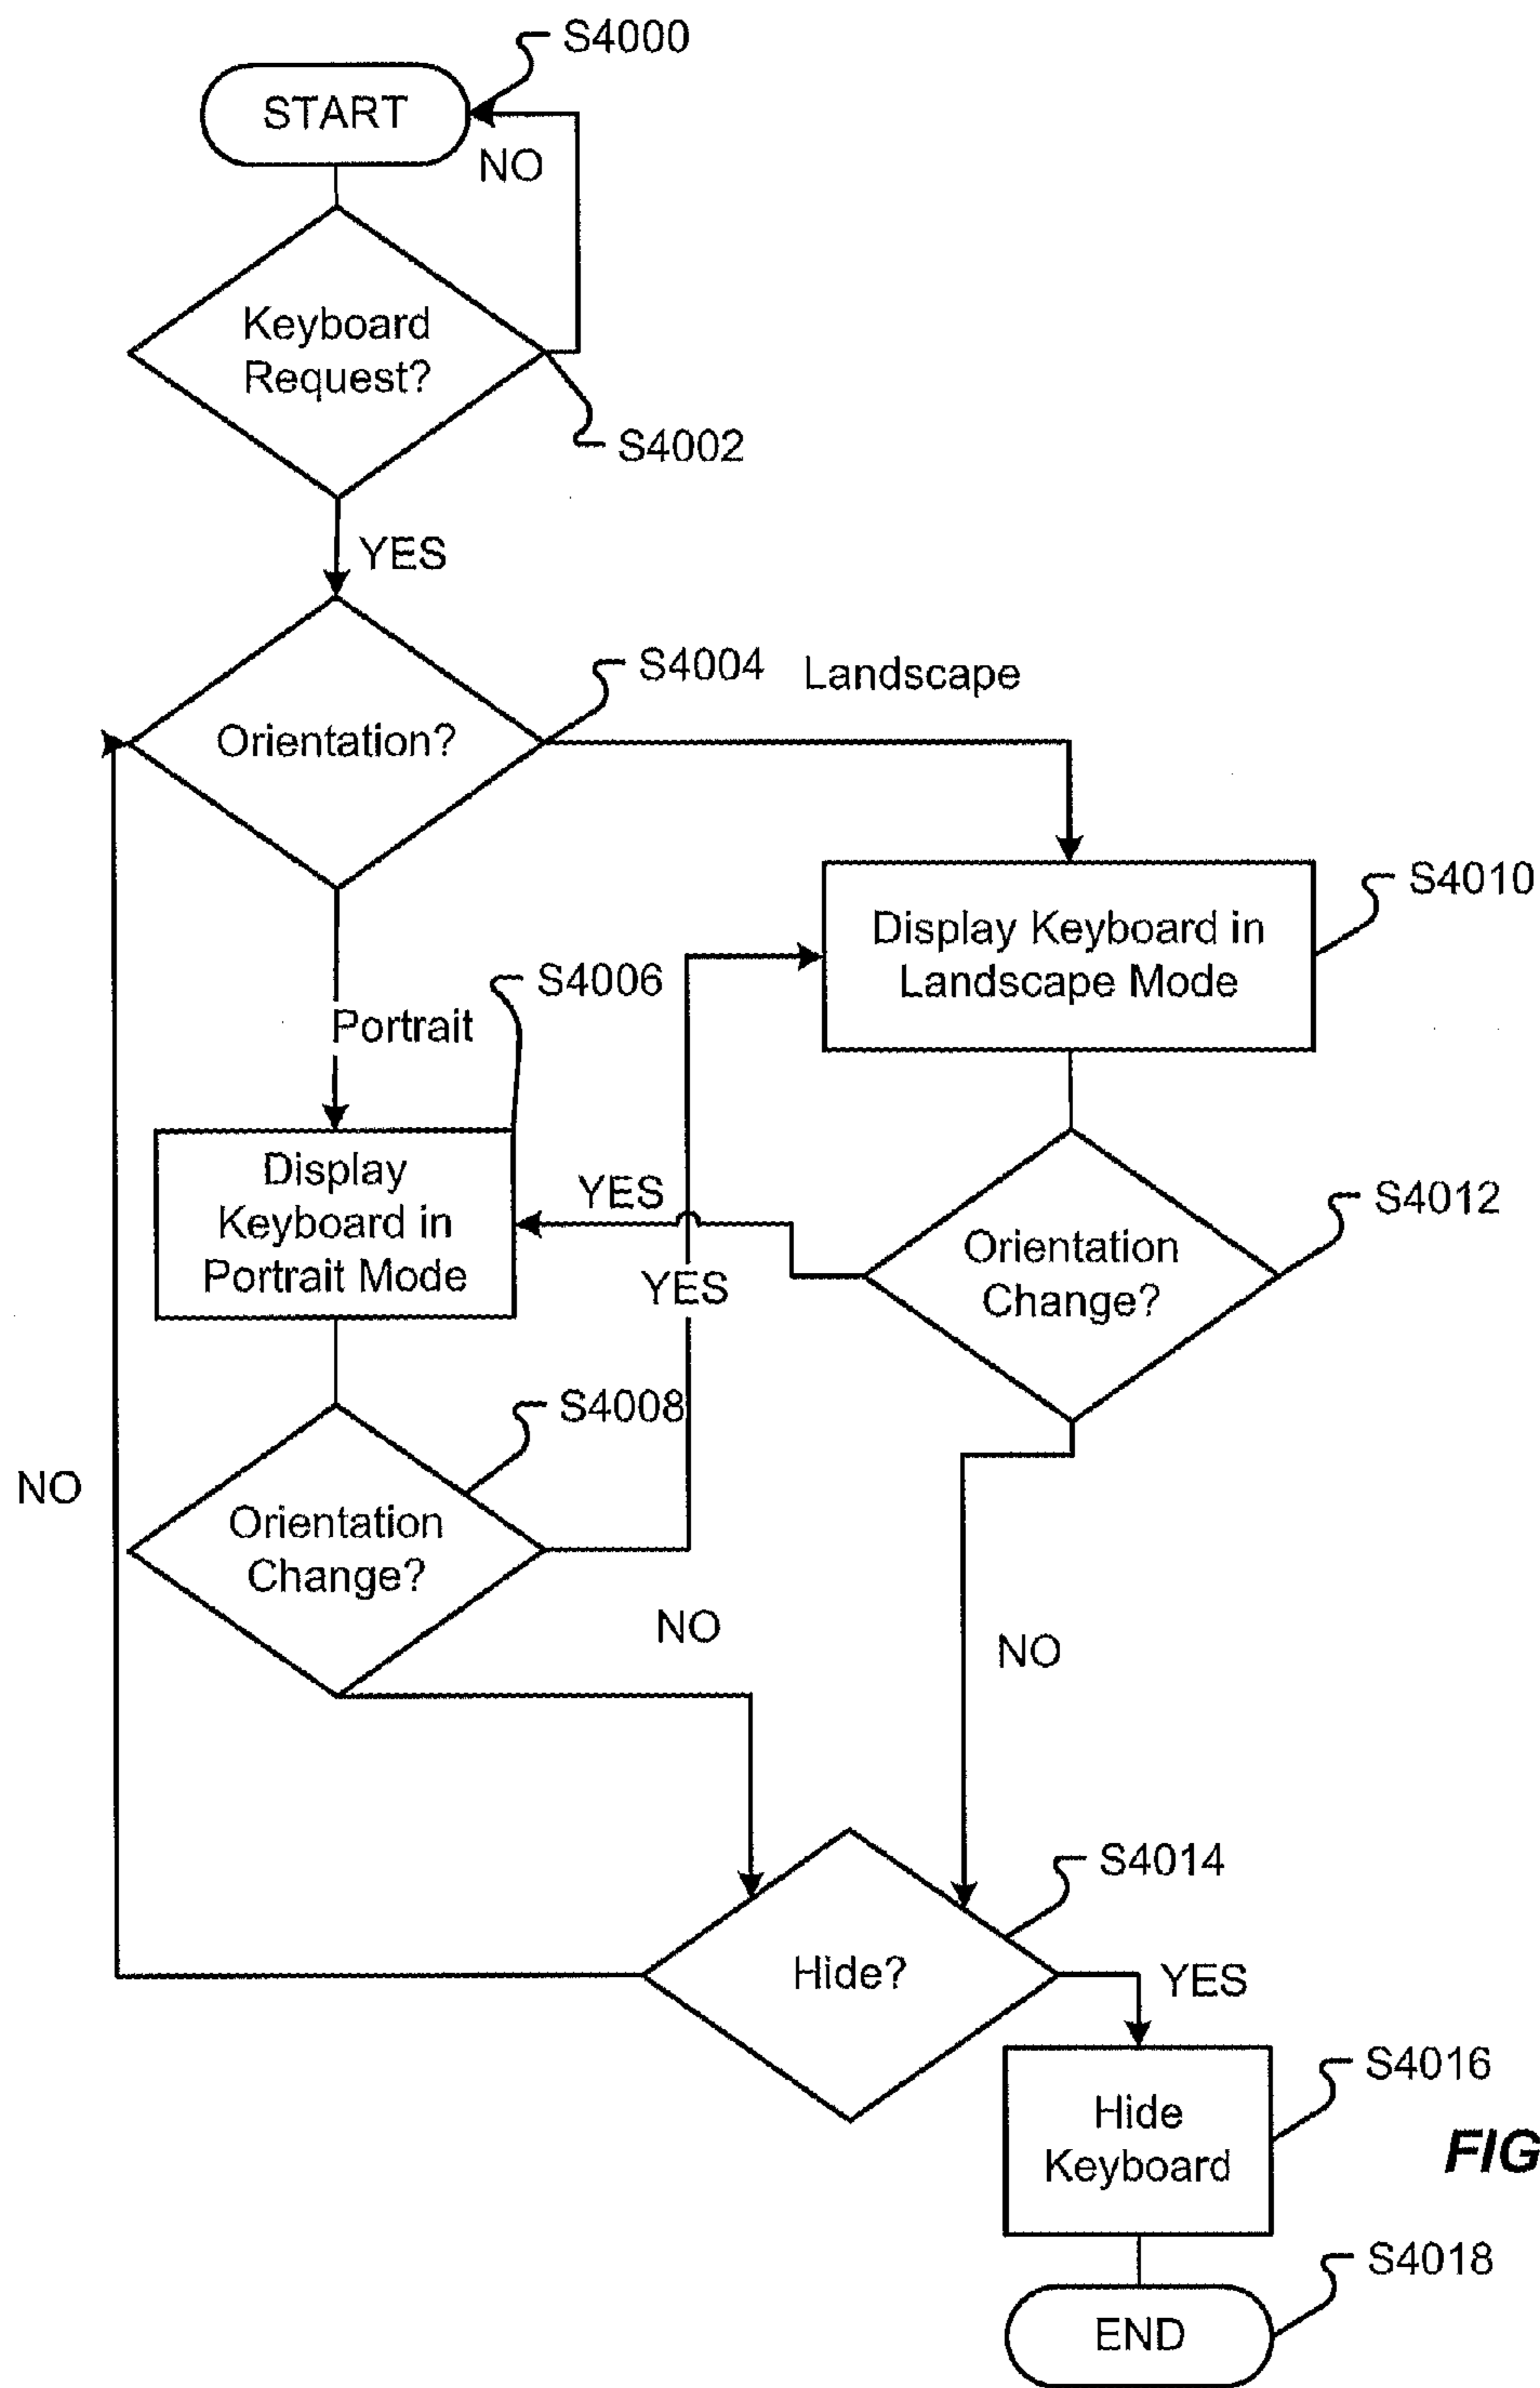 S4000
START
NO
Keyboard
Request?
S4002
YES
S4004
Landscape
Orientation?
S4010
Display Keyboard in
Landscape Mode
S4006
Portrait
Display
Keyboard in
Portrait Mode
YES
S4012
Orientation
Change?
YES
S4008
NO
Orientation
Change?
NO
NO
S4014
Hide?
YES
S4016
Hide
Keyboard
FIG
S4018
END